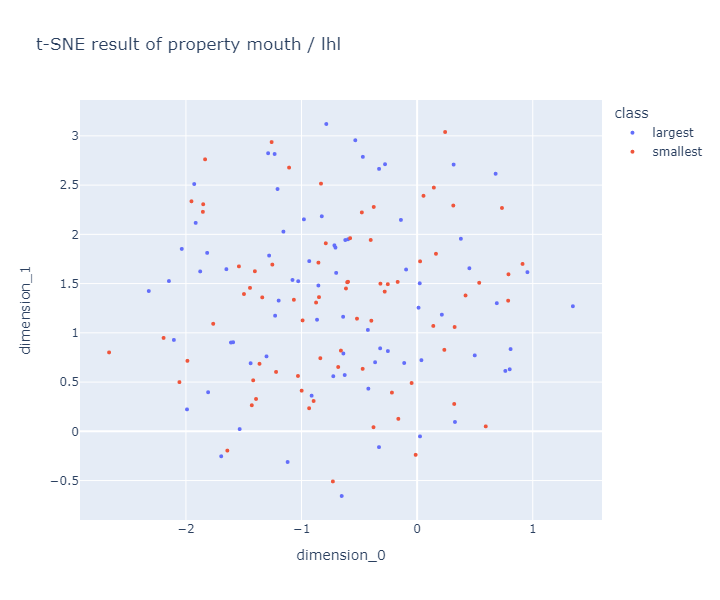 t-SNE result of property mouth / lhl
class
largest
smallest
dimension_1
3
2.5
2
1.5
1
0.5
0
−0.5
−2
−1
0
1
dimension_0